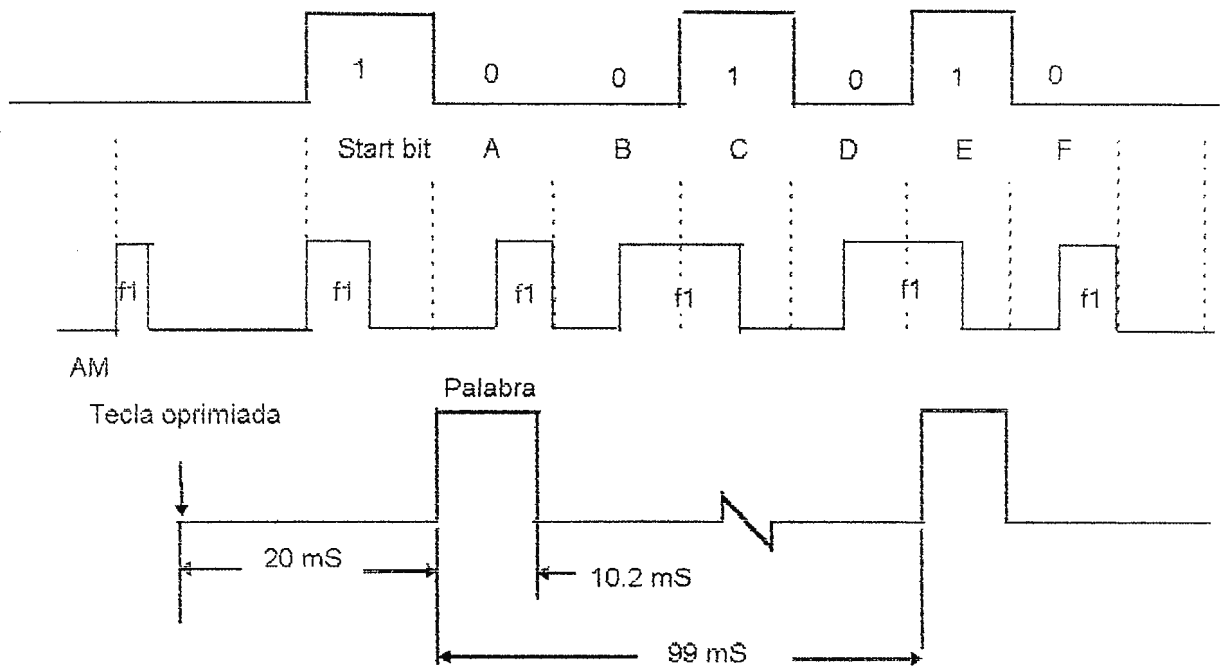 1 0 0 1 0 1 0
Start bit A B C D E F
f1 f1 f1 f1 f1 f1
AM
Palabra
Tecla oprimiada
20 mS
10.2 mS
99 mS